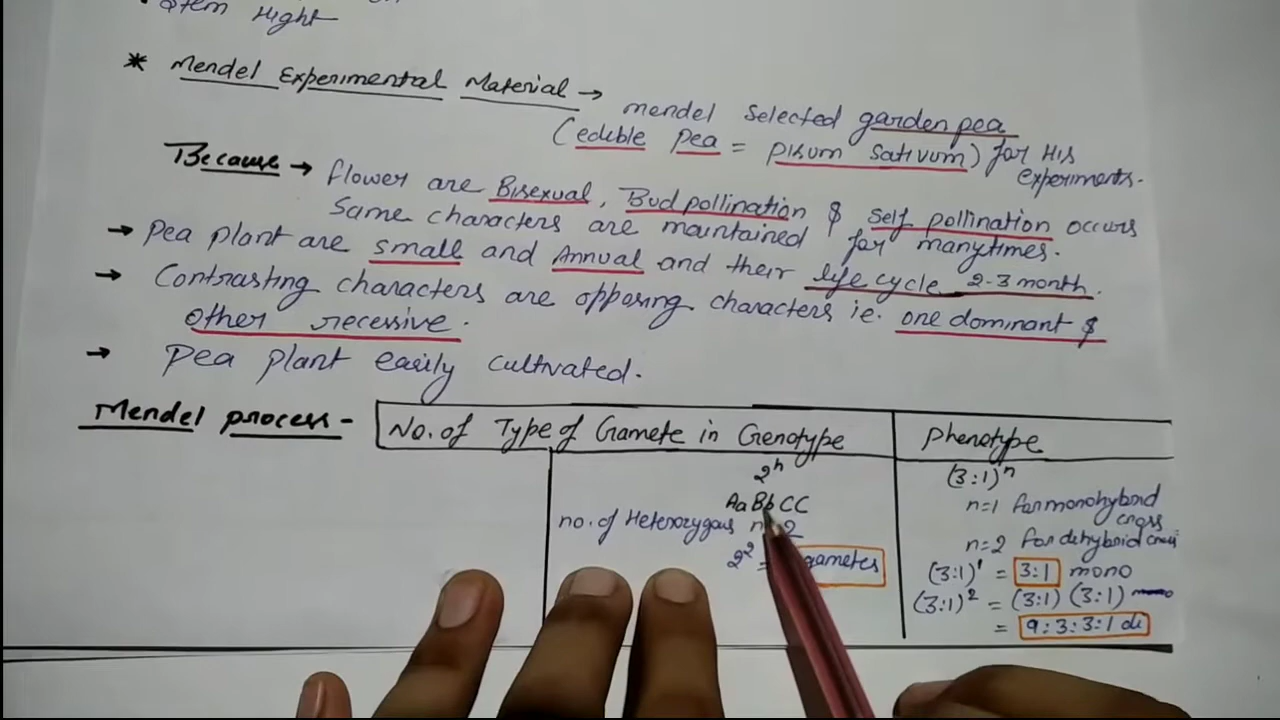 Stem Hight
* Mendel Experimental Material → mendel selected garden pea
(edible pea = pisum sativum) for His
experiments.
Because → flower are Bisexual, Bud pollination $ self pollination occurs
Same characters are maintained for many times.
→ Pea plant are small and Annual and their life cycle 2-3 month.
→ Contrasting characters are opposing characters i.e. one dominant $
other recessive.
→ pea plant easily cultivated.
Mendel process-
No. of Type of Gamete in Genotype
2ⁿ
AaBbCC
no. of Heterozygous n 2
2² = gametes
phenotype
(3:1)ⁿ
n=1 for monohybrid
cross
n=2 for dehybrid cross
(3:1)¹ = 3:1 mono
(3:1)² = (3:1) (3:1)
= 9:3:3:1 di